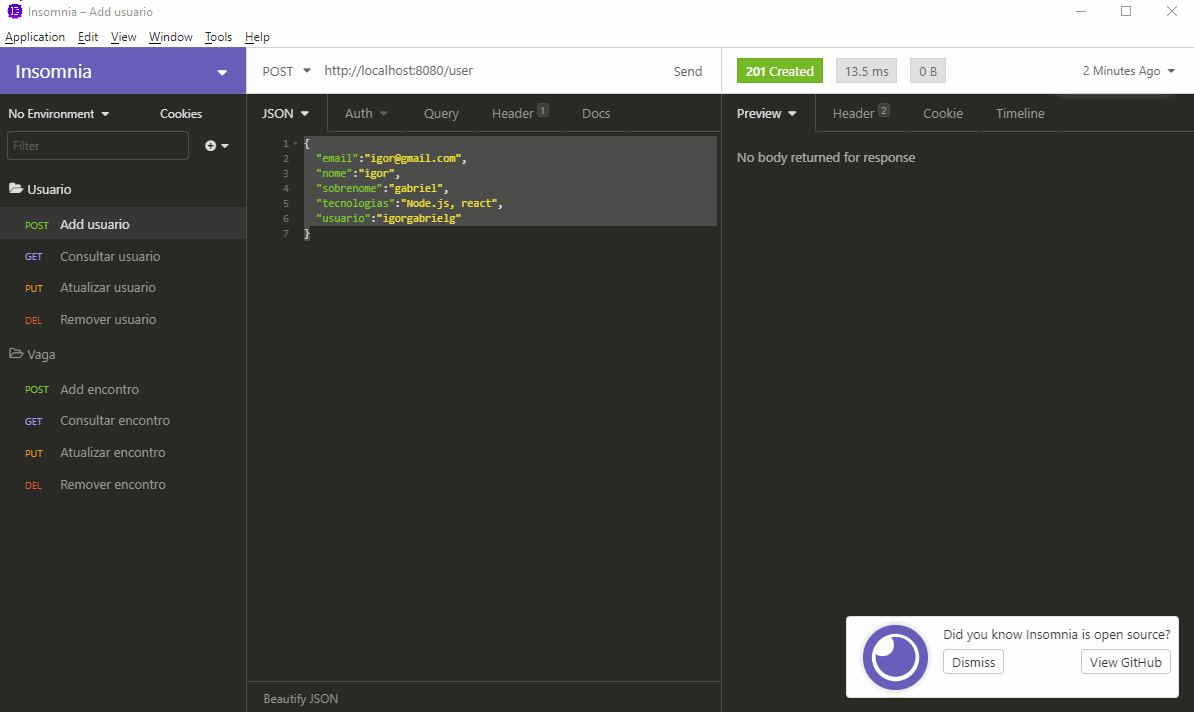 Insomnia – Add usuario
Application Edit View Window Tools Help
Insomnia
POST http://localhost:8080/user Send
201 Created 13.5 ms 0 B 2 Minutes Ago
No Environment Cookies
JSON Auth Query Header 1 Docs
Preview Header 2 Cookie Timeline
Filter
Usuario
POST Add usuario
GET Consultar usuario
PUT Atualizar usuario
DEL Remover usuario
Vaga
POST Add encontro
GET Consultar encontro
PUT Atualizar encontro
DEL Remover encontro
1 {
2 "email":"igor@gmail.com",
3 "nome":"igor",
4 "sobrenome":"gabriel",
5 "tecnologias":"Node.js, react",
6 "usuario":"igorgabrielg"
7 }
Beautify JSON
No body returned for response
Did you know Insomnia is open source?
Dismiss View GitHub